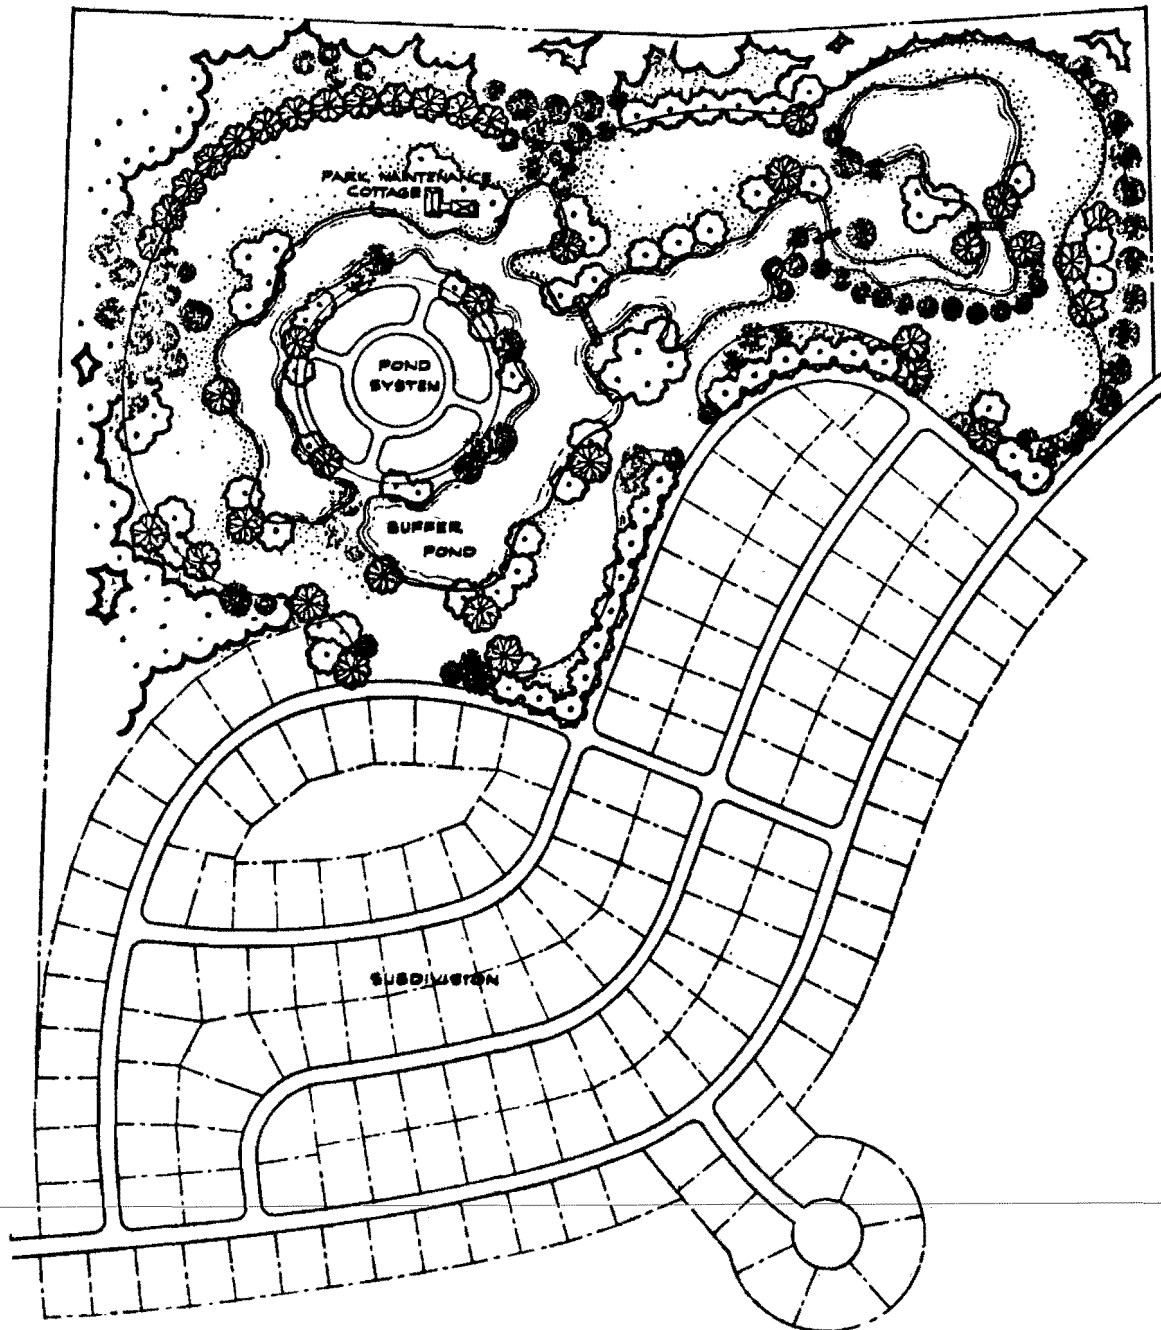 PARK MAINTENANCE
COTTAGE
POND
SYSTEM
BUFFER
POND
SUBDIVISION